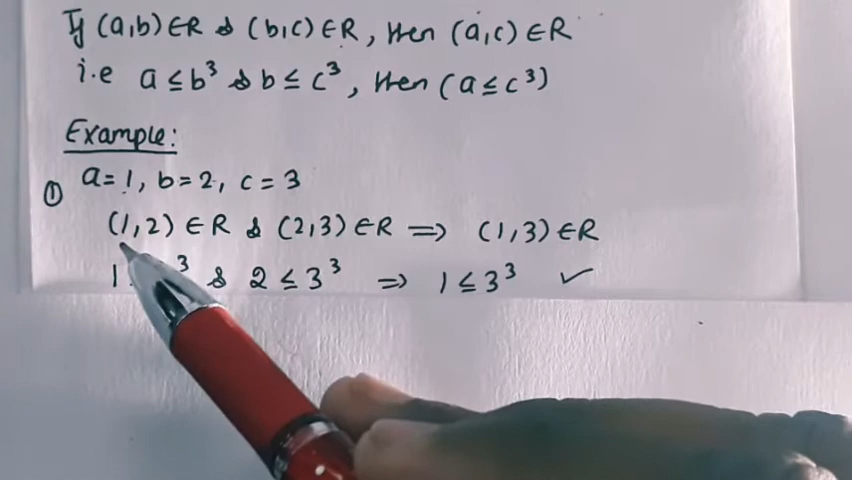 If (a,b) ∈ R & (b,c) ∈ R, then (a,c) ∈ R
i.e a ≤ b³ & b ≤ c³, then (a ≤ c³)
Example:
① a = 1, b = 2, c = 3
(1,2) ∈ R & (2,3) ∈ R ⇒ (1,3) ∈ R
1 ³ & 2 ≤ 3³ ⇒ 1 ≤ 3³ ✓